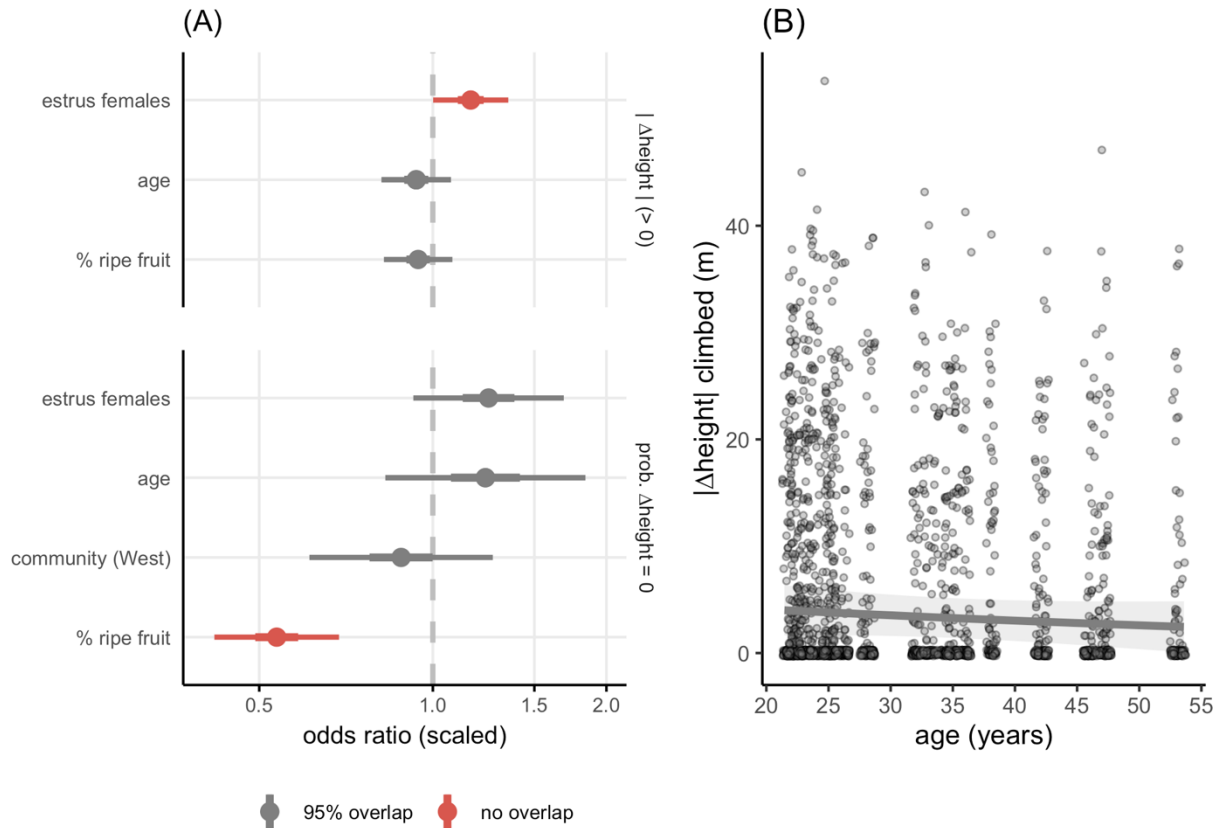 (A)
estrus females
age
% ripe fruit
| Δheight | (> 0)
estrus females
age
community (West)
% ripe fruit
prob. Δheight = 0
0.5 1.0 1.5 2.0
odds ratio (scaled)
95% overlap no overlap
(B)
|Δheight| climbed (m)
40
20
0
20 25 30 35 40 45 50 55
age (years)